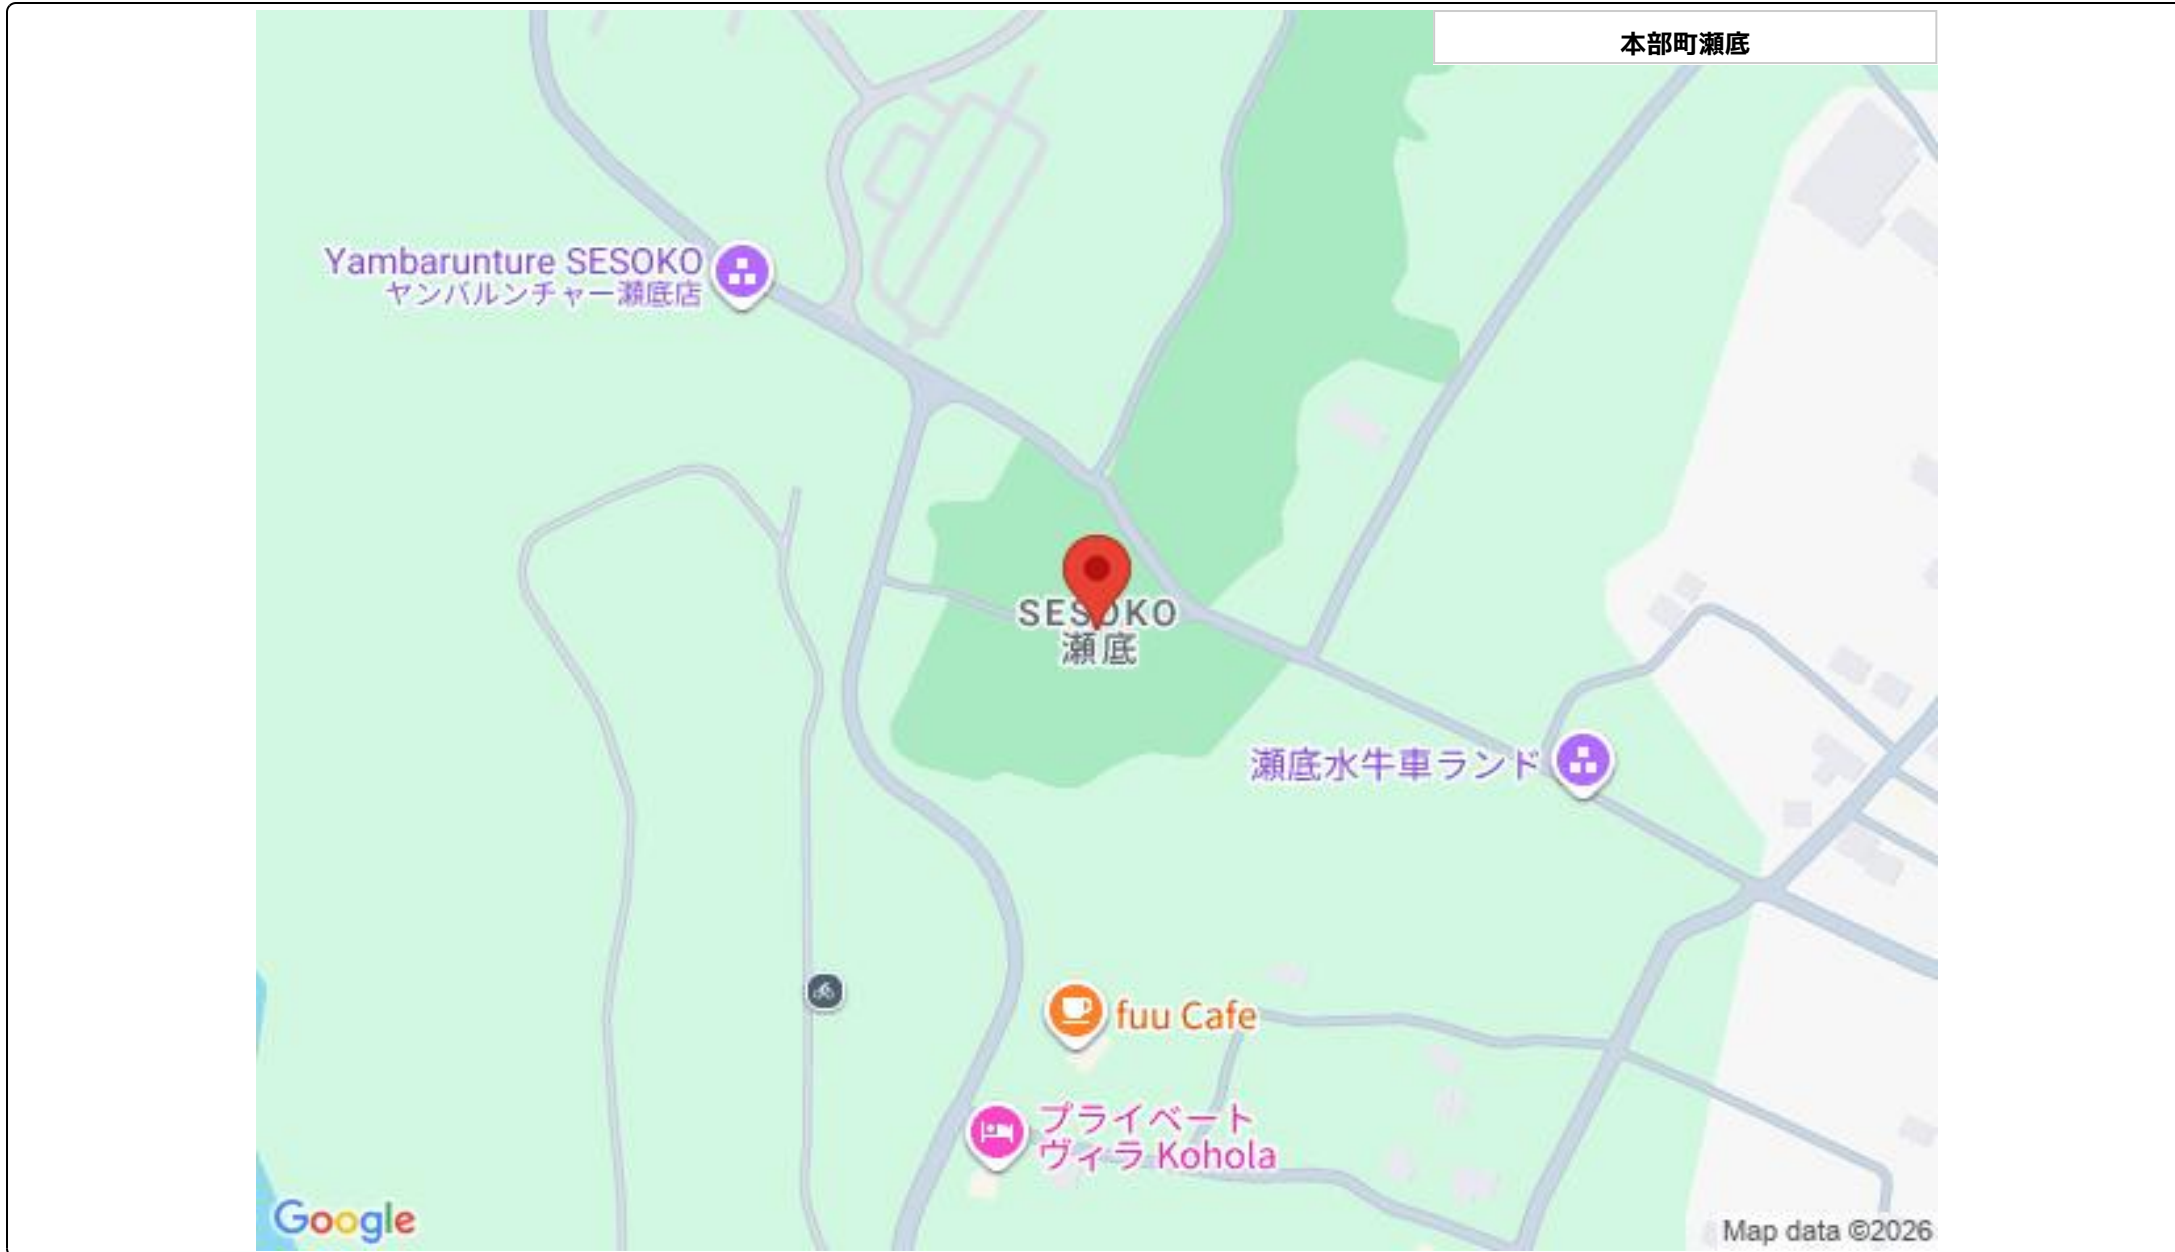 本部町瀬底
Yambarunture SESOKO
ヤンバルンチャー瀬底店
SESOKO
瀬底
瀬底水牛車ランド
fuu Cafe
プライベート
ヴィラ Kohola
Google
Map data ©2026